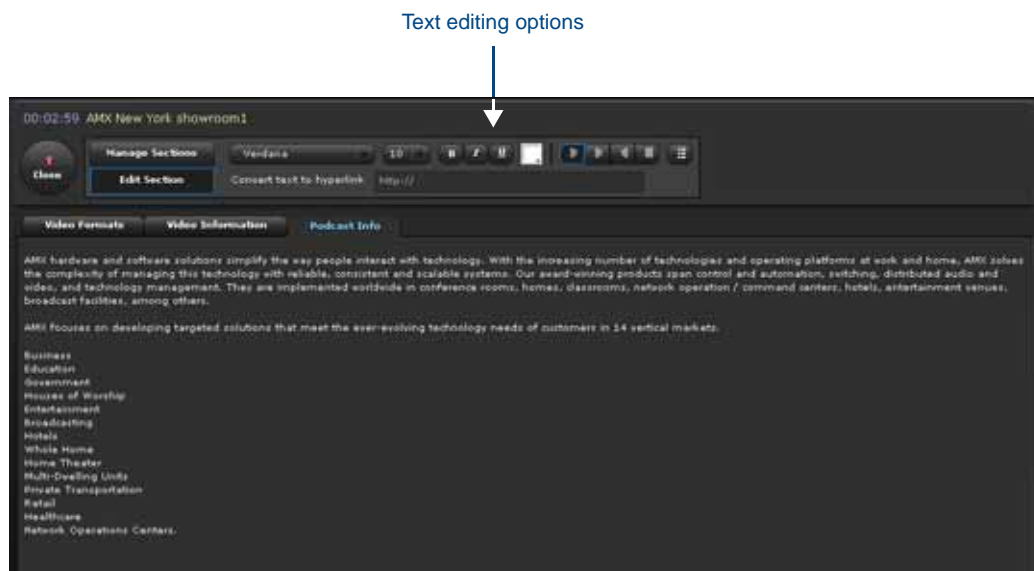 Text editing options
00:02:59 AMX New York showroom1
Close
Manage Sections
Verdana
10
B I U
Edit Section
Convert text to hyperlink
http://
Video Formats
Video Information
Podcast Info
AMX hardware and software solutions simplify the way people interact with technology. With the increasing number of technologies and operating platforms at work and home, AMX solves
the complexity of managing this technology with reliable, consistent and scalable systems. Our award-winning products span control and automation, switching, distributed audio and
video, and technology management. They are implemented worldwide in conference rooms, homes, classrooms, network operation / command centers, hotels, entertainment venues,
broadcast facilities, among others.
AMX focuses on developing targeted solutions that meet the ever-evolving technology needs of customers in 14 vertical markets.
Business
Education
Government
Houses of Worship
Entertainment
Broadcasting
Hotels
Whole Home
Home Theater
Multi-Dwelling Units
Private Transportation
Retail
Healthcare
Network Operations Centers.